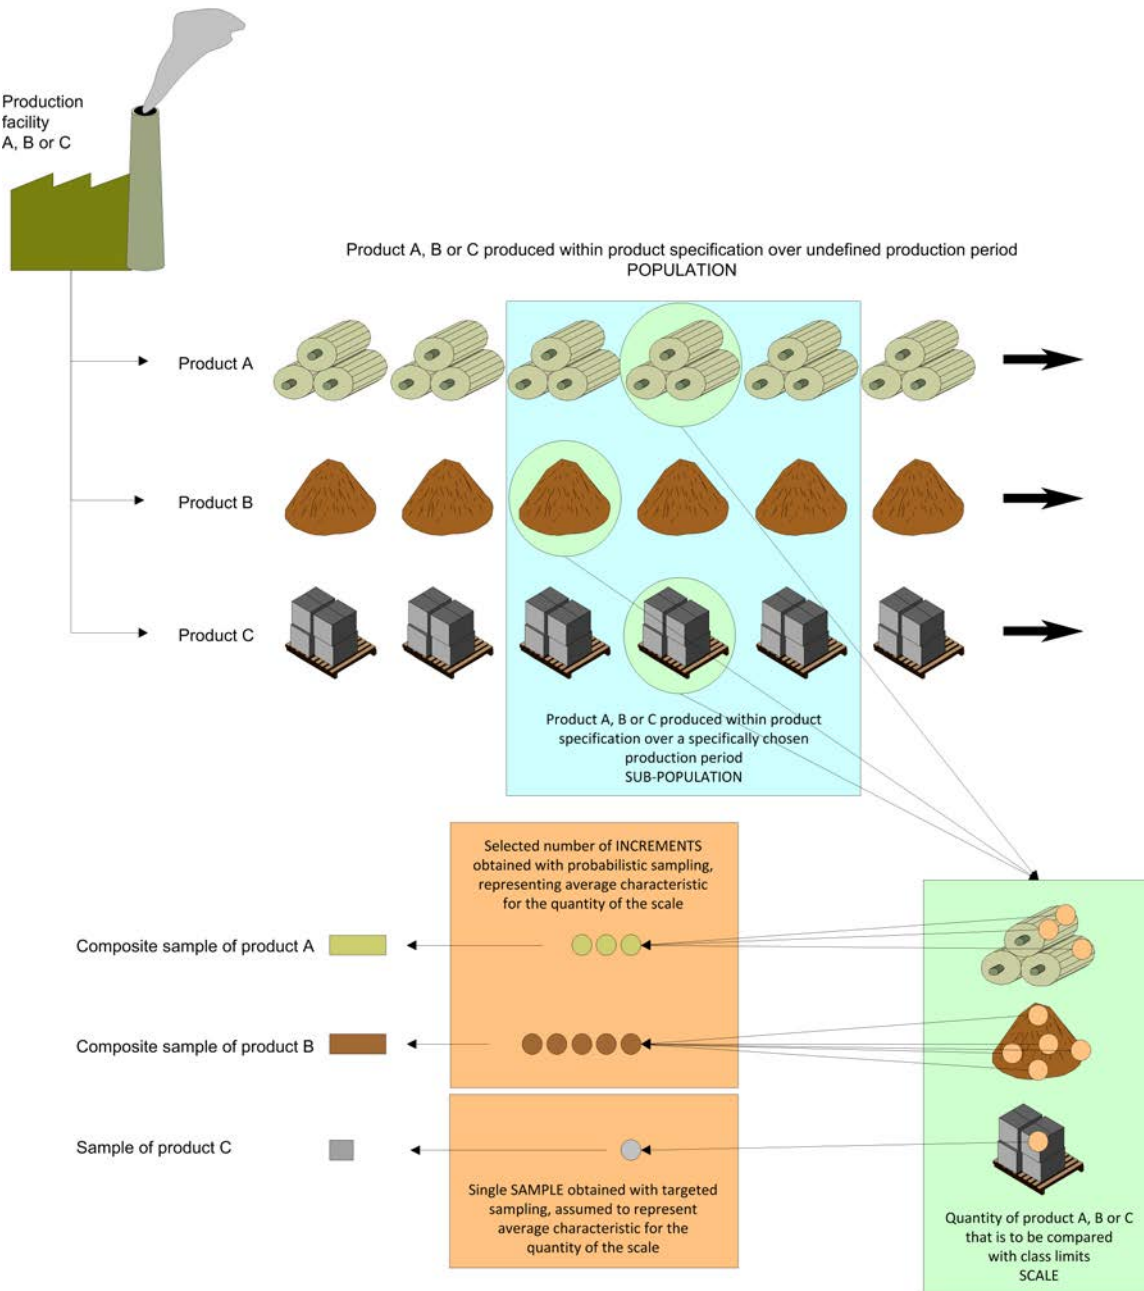 Production
facility
A, B or C
Product A, B or C produced within product specification over undefined production period
POPULATION
Product A
Product B
Product C
Product A, B or C produced within product
specification over a specifically chosen
production period
SUB-POPULATION
Selected number of INCREMENTS
obtained with probabilistic sampling,
representing average characteristic
for the quantity of the scale
Composite sample of product A
Composite sample of product B
Sample of product C
Single SAMPLE obtained with targeted
sampling, assumed to represent
average characteristic for the
quantity of the scale
Quantity of product A, B or C
that is to be compared
with class limits
SCALE